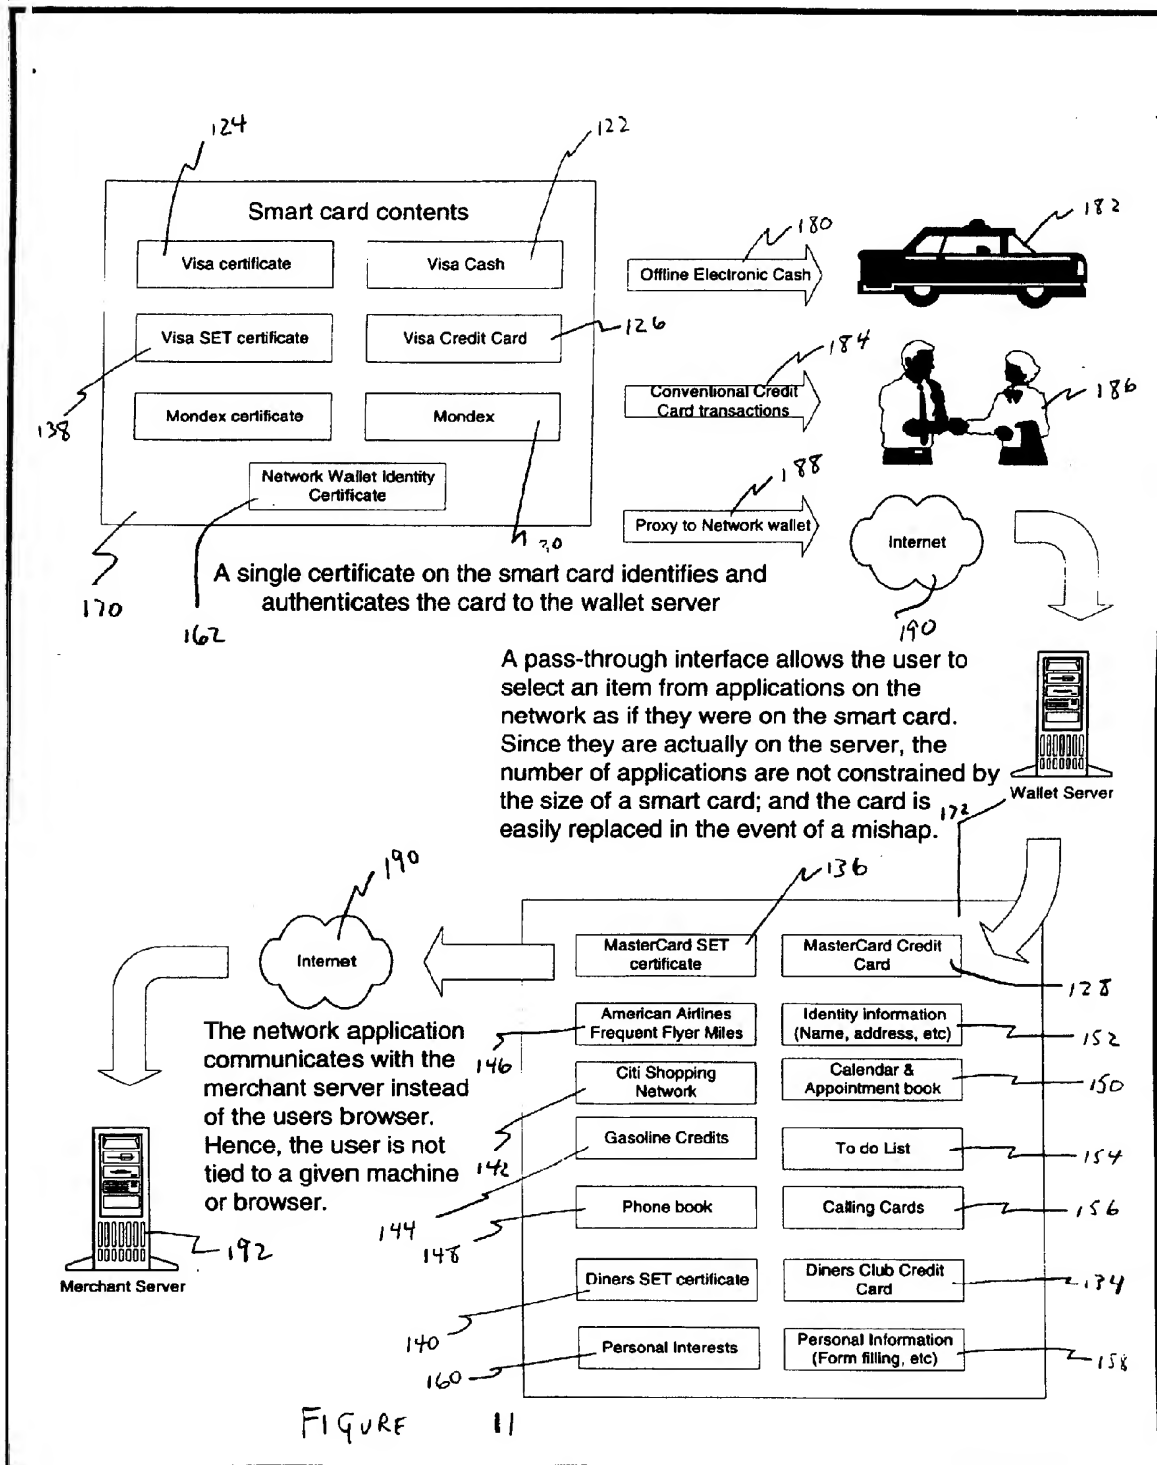 124
122
Smart card contents
182
180
Visa certificate
Visa Cash
Offline Electronic Cash
126
184
Visa SET certificate
Visa Credit Card
Conventional Credit
Card transactions
186
138
Mondex certificate
Mondex
188
Network Wallet Identity
Certificate
Proxy to Network wallet
Internet
170
162
190
A single certificate on the smart card identifies and
authenticates the card to the wallet server
A pass-through interface allows the user to
select an item from applications on the
network as if they were on the smart card.
Since they are actually on the server, the
number of applications are not constrained by
the size of a smart card; and the card is
easily replaced in the event of a mishap.
Wallet Server
172
190
136
Internet
MasterCard SET
certificate
MasterCard Credit
Card
128
The network application
communicates with the
merchant server instead
of the users browser.
Hence, the user is not
tied to a given machine
or browser.
146
American Airlines
Frequent Flyer Miles
Identity information
(Name, address, etc)
152
Citi Shopping
Network
Calendar &
Appointment book
150
142
Gasoline Credits
To do List
154
144
Phone book
Calling Cards
156
148
192
Merchant Server
Diners SET certificate
Diners Club Credit
Card
134
140
Personal Interests
Personal Information
(Form filling, etc)
158
160
FIGURE 11